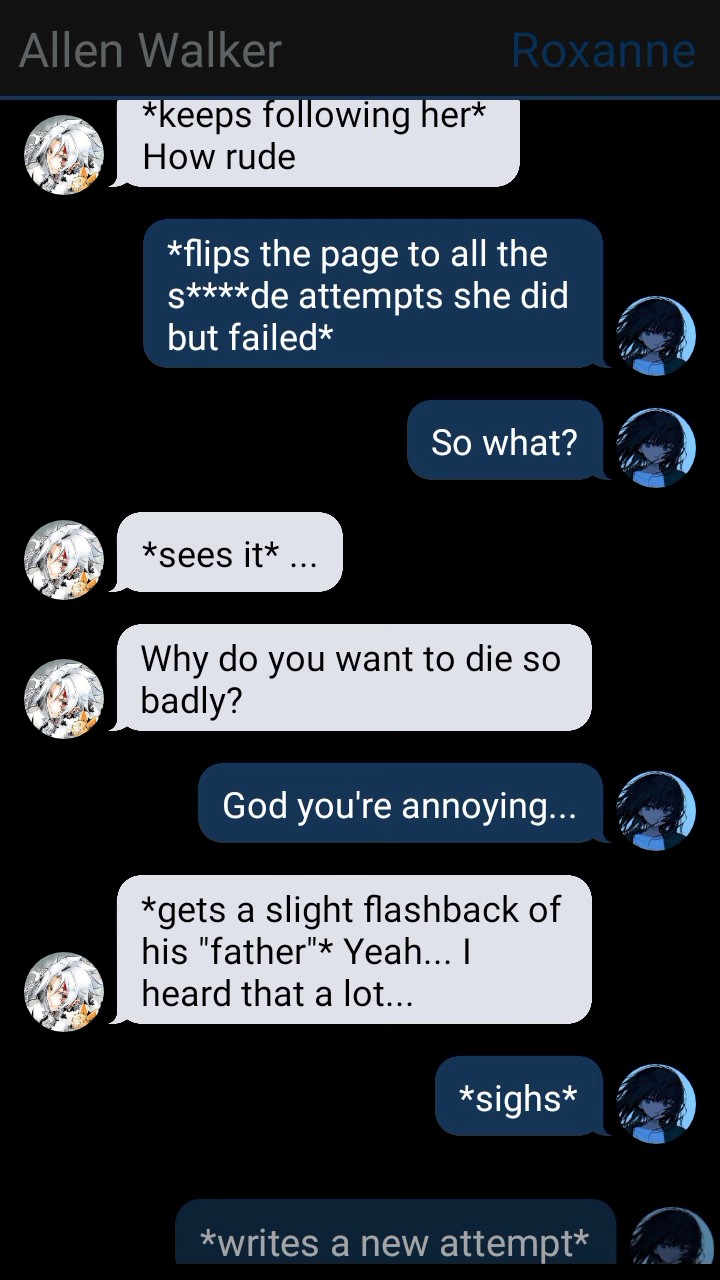 Allen Walker Roxanne
*keeps following her*
How rude
*flips the page to all the
s****de attempts she did
but failed*
So what?
*sees it* ...
Why do you want to die so
badly?
God you're annoying...
*gets a slight flashback of
his "father"* Yeah... I
heard that a lot...
*sighs*
*writes a new attempt*